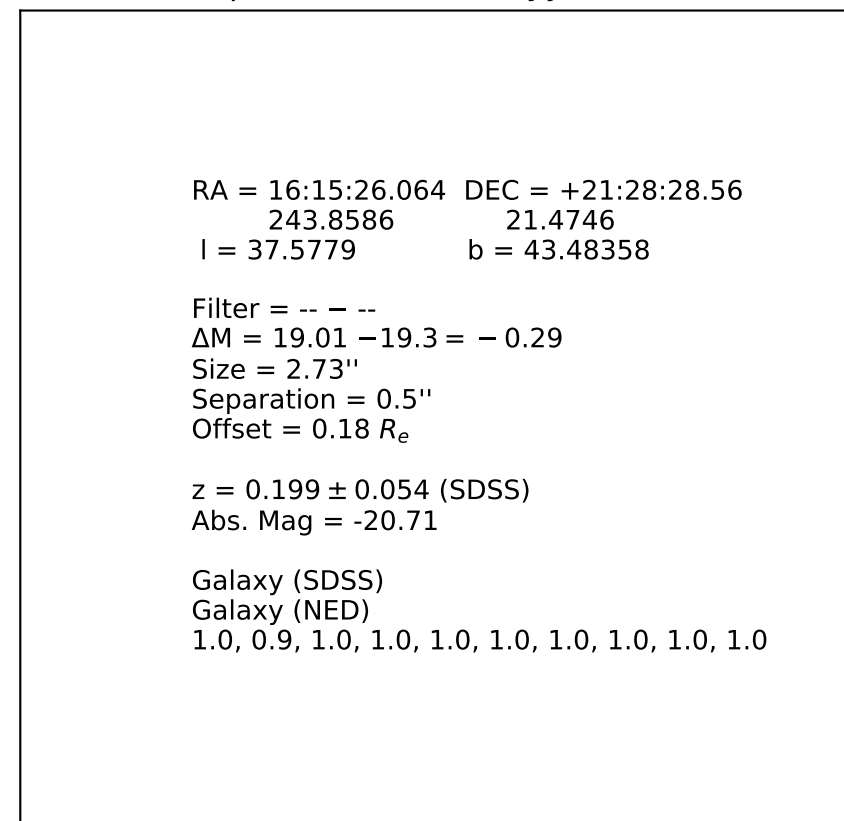 RA = 16:15:26.064 DEC = +21:28:28.56
243.8586 21.4746
l = 37.5779 b = 43.48358
Filter = -- − --
ΔM = 19.01 −19.3 = − 0.29
Size = 2.73''
Separation = 0.5''
Offset = 0.18 Re
z = 0.199 ± 0.054 (SDSS)
Abs. Mag = -20.71
Galaxy (SDSS)
Galaxy (NED)
1.0, 0.9, 1.0, 1.0, 1.0, 1.0, 1.0, 1.0, 1.0, 1.0